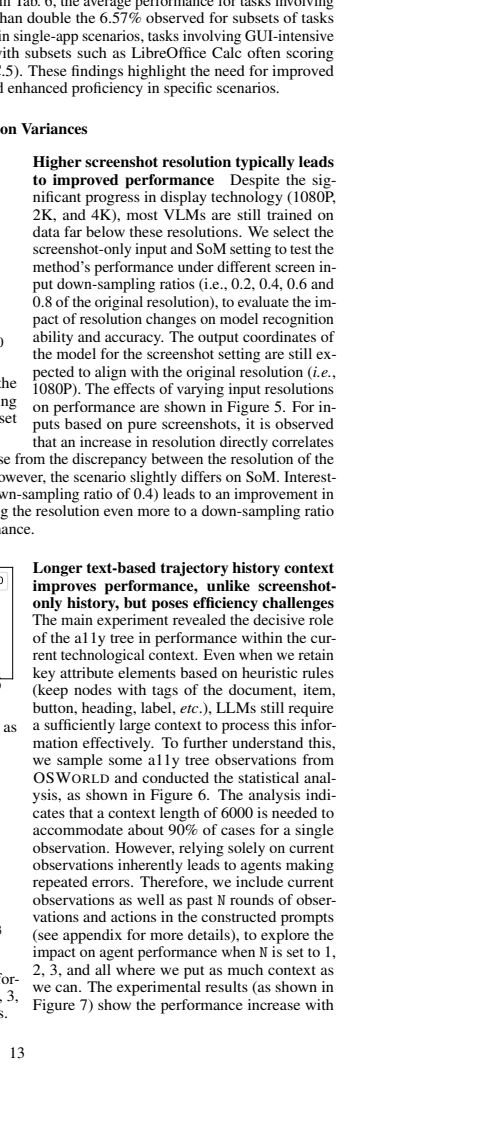 n Tab. 6, the average performance for tasks involving
han double the 6.57% observed for subsets of tasks
in single-app scenarios, tasks involving GUI-intensive
with subsets such as LibreOffice Calc often scoring
.5). These findings highlight the need for improved
d enhanced proficiency in specific scenarios.
on Variances
Higher screenshot resolution typically leads
to improved performance Despite the sig-
nificant progress in display technology (1080P,
2K, and 4K), most VLMs are still trained on
data far below these resolutions. We select the
screenshot-only input and SoM setting to test the
method's performance under different screen in-
put down-sampling ratios (i.e., 0.2, 0.4, 0.6 and
0.8 of the original resolution), to evaluate the im-
pact of resolution changes on model recognition
ability and accuracy. The output coordinates of
the model for the screenshot setting are still ex-
pected to align with the original resolution (i.e.,
1080P). The effects of varying input resolutions
on performance are shown in Figure 5. For in-
puts based on pure screenshots, it is observed
that an increase in resolution directly correlates
0
the
ng
set
se from the discrepancy between the resolution of the
owever, the scenario slightly differs on SoM. Interest-
wn-sampling ratio of 0.4) leads to an improvement in
g the resolution even more to a down-sampling ratio
nance.
Longer text-based trajectory history context
improves performance, unlike screenshot-
only history, but poses efficiency challenges
The main experiment revealed the decisive role
of the a11y tree in performance within the cur-
rent technological context. Even when we retain
key attribute elements based on heuristic rules
(keep nodes with tags of the document, item,
button, heading, label, etc.), LLMs still require
a sufficiently large context to process this infor-
mation effectively. To further understand this,
we sample some a11y tree observations from
OSWORLD and conducted the statistical anal-
ysis, as shown in Figure 6. The analysis indi-
cates that a context length of 6000 is needed to
accommodate about 90% of cases for a single
observation. However, relying solely on current
observations inherently leads to agents making
repeated errors. Therefore, we include current
observations as well as past N rounds of obser-
vations and actions in the constructed prompts
(see appendix for more details), to explore the
impact on agent performance when N is set to 1,
2, 3, and all where we put as much context as
we can. The experimental results (as shown in
Figure 7) show the performance increase with
as
for-
, 3,
s.
13